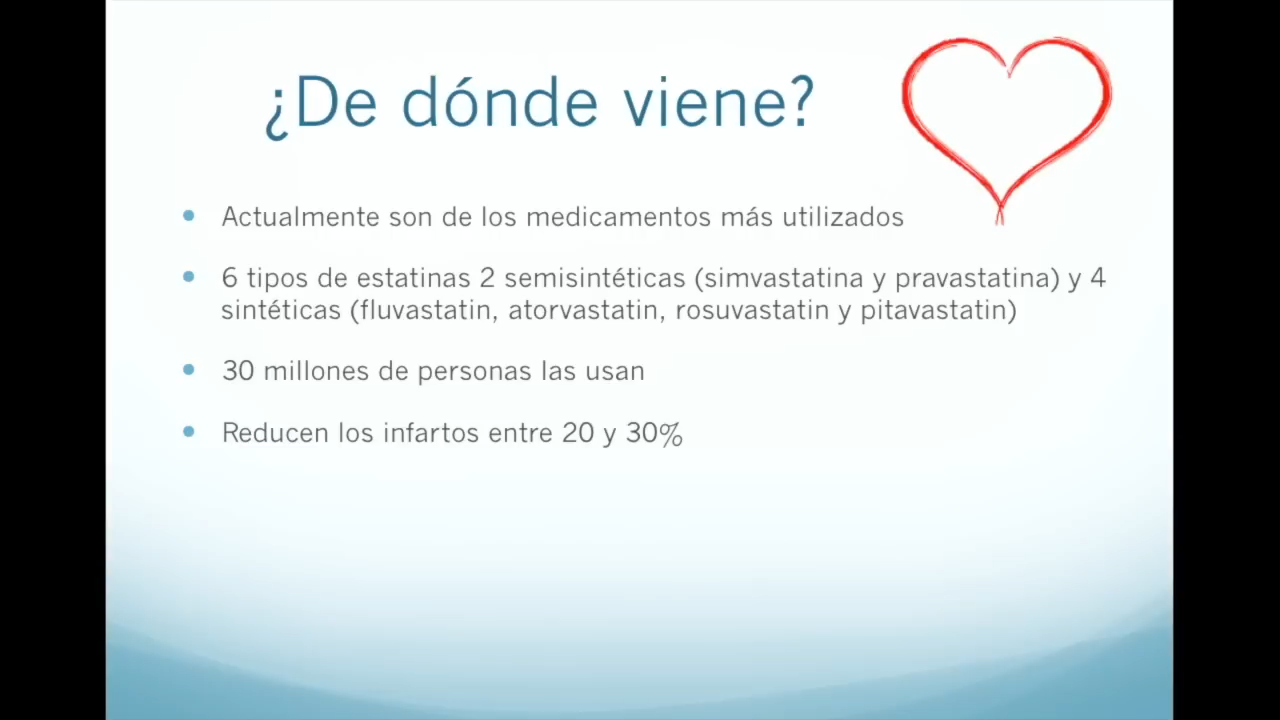 ¿De dónde viene?
Actualmente son de los medicamentos más utilizados
6 tipos de estatinas 2 semisintéticas (simvastatina y pravastatina) y 4
sintéticas (fluvastatin, atorvastatin, rosuvastatin y pitavastatin)
30 millones de personas las usan
Reducen los infartos entre 20 y 30%